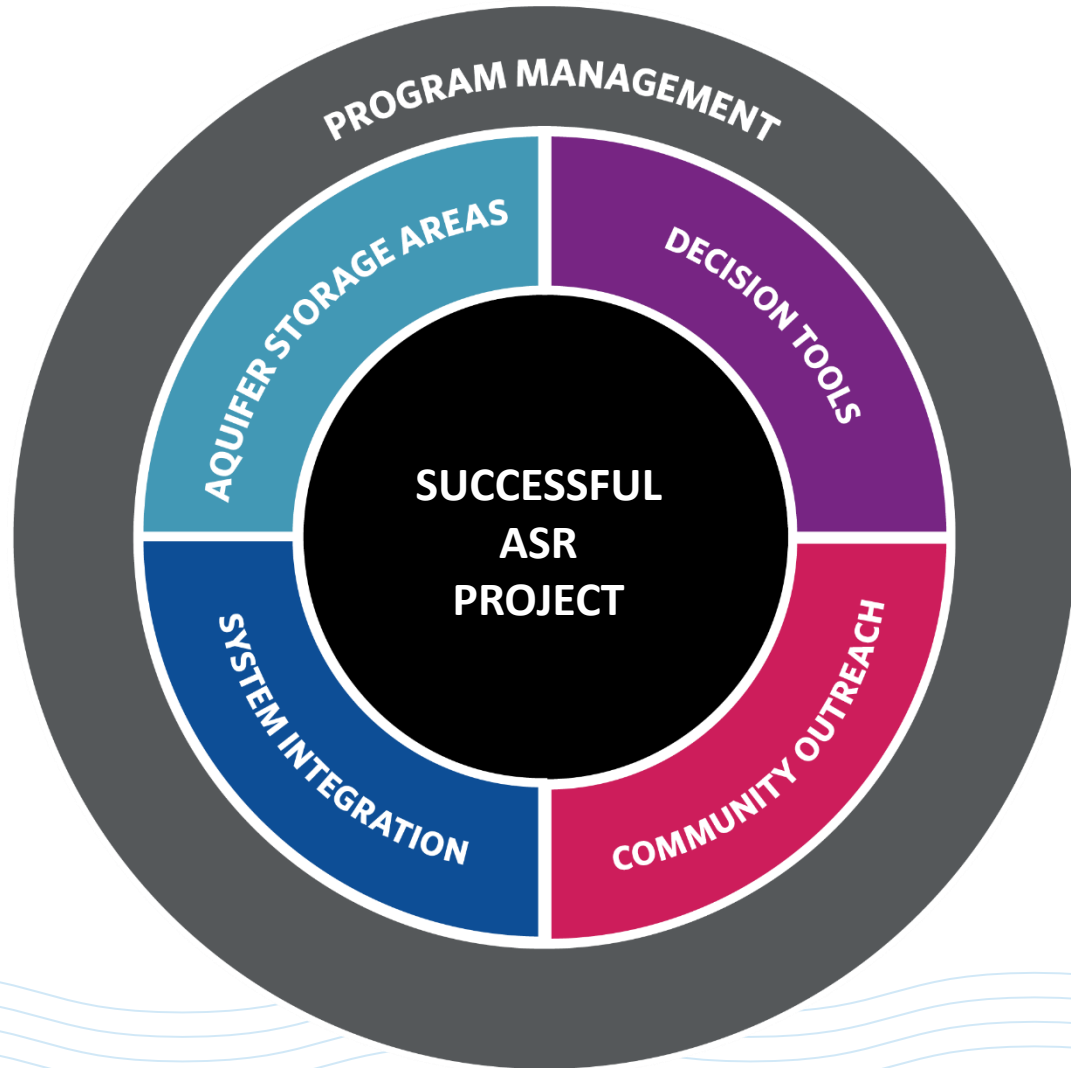 PROGRAM MANAGEMENT
AQUIFER STORAGE AREAS
DECISION TOOLS
SUCCESSFUL
ASR
PROJECT
SYSTEM INTEGRATION
COMMUNITY OUTREACH